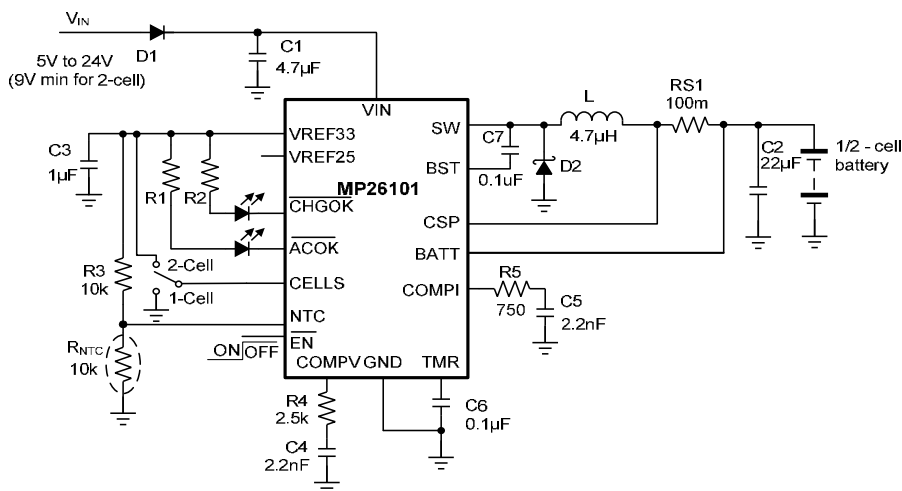 VIN
D1
5V to 24V
(9V min for 2-cell)
C1
4.7µF
VIN
C3
1µF
VREF33
VREF25
R1
R2
MP26101
CHGOK
ACOK
R3
10k
2-Cell
1-Cell
CELLS
NTC
EN
ON OFF
RNTC
10k
COMPV GND TMR
R4
2.5k
C4
2.2nF
C6
0.1µF
SW
C7
0.1uF
BST
D2
L
4.7µH
RS1
100m
C2
22µF
1/2 - cell
battery
CSP
BATT
COMPI
R5
750
C5
2.2nF